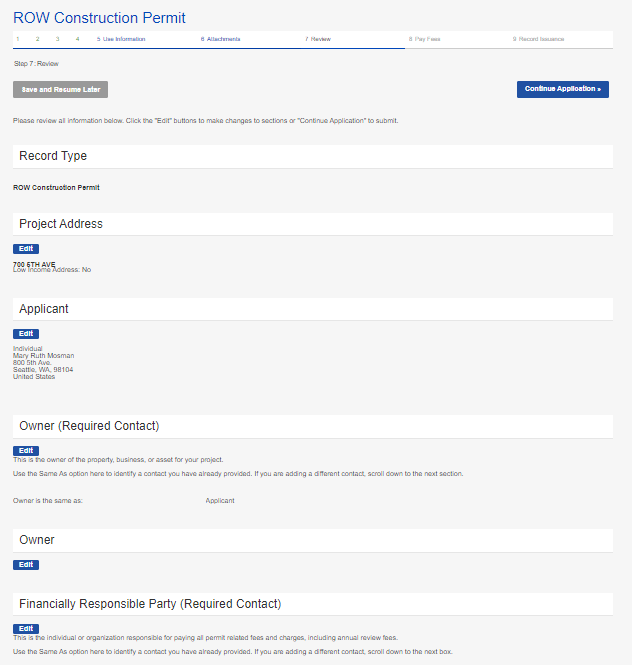 ROW Construction Permit
1 2 3 4 5 Use Information 6 Attachments 7 Review 8 Pay Fees 9 Record Issuance
Step 7: Review
Save and Resume Later
Continue Application »
Please review all information below. Click the "Edit" buttons to make changes to sections or "Continue Application" to submit.
Record Type
ROW Construction Permit
Project Address
Edit
700 5TH AVE
Low Income Address: No
Applicant
Edit
Individual
Mary Ruth Mosman
800 5th Ave.
Seattle, WA, 98104
United States
Owner (Required Contact)
Edit
This is the owner of the property, business, or asset for your project.
Use the Same As option here to identify a contact you have already provided. If you are adding a different contact, scroll down to the next section.
Owner is the same as: Applicant
Owner
Edit
Financially Responsible Party (Required Contact)
Edit
This is the individual or organization responsible for paying all permit related fees and charges, including annual review fees.
Use the Same As option here to identify a contact you have already provided. If you are adding a different contact, scroll down to the next box.